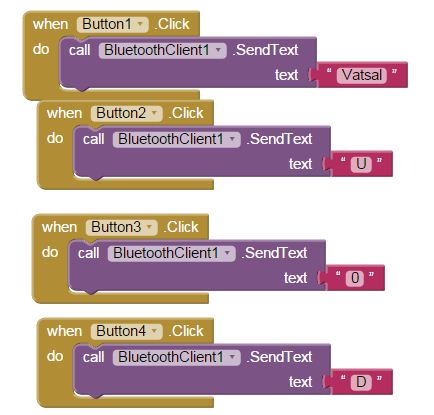 when Button1 .Click
do call BluetoothClient1 .SendText
text " Vatsal "
when Button2 .Click
do call BluetoothClient1 .SendText
text " U "
when Button3 .Click
do call BluetoothClient1 .SendText
text " 0 "
when Button4 .Click
do call BluetoothClient1 .SendText
text " D "